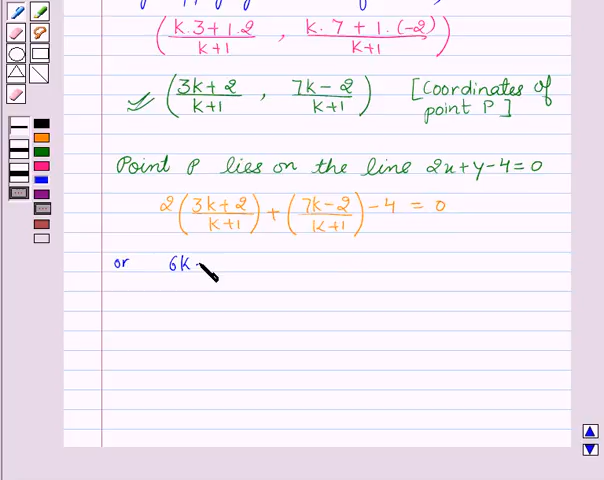 ( K.3+1.2 / K+1 , K.7+1.(-2) / K+1 )
( 3K+2 / K+1 , 7K-2 / K+1 ) [Coordinates of point P]
Point P lies on the line 2x+y-4=0
2( 3K+2 / K+1 ) + ( 7K-2 / K+1 ) - 4 = 0
or 6K